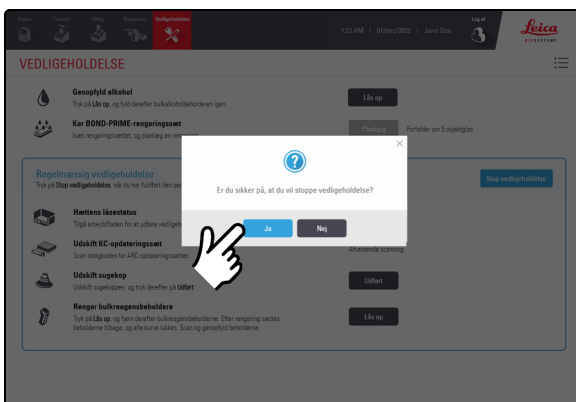 Status
Forsøg
Tillæg
Reagenser
Vedligeholdelse
7:23 AM | 01/dec/2022 | Jane Doe
Log af
Leica
BIOSYSTEMS
VEDLIGEHOLDELSE
Genopfyld alkohol
Tryk på Lås op, og fyld derefter bulkalkoholbeholderen igen.
Lås op
Kør BOND-PRIME-rengøringssæt
Isæt rengøringssættet, og planlæg en
Planlæg
Forfalder om 5 objektglas
Regelmæssig vedligeholdelse
Tryk på Stop vedligeholdelse, når du har fuldført den
Stop vedligeholdelse
Er du sikker på, at du vil stoppe vedligeholdelse?
Ja
Nej
Hættens låsestatus
Tilgå arbejdsfladen for at udføre
Udskift KC-opdateringssæt
Scan stregkoden for ARC-opdateringssættet
Afventende scanning
Udskift sugekop
Udskift sugekoppen, og tryk derefter på Udført
Udført
Rengør bulkreagensbeholdere
Tryk på Lås op, og fjern derefter bulkreagensbeholderne. Efter rengøring sættes
beholderne tilbage, og alle kurve lukkes. Scan og genopfyld beholderne.
Lås op